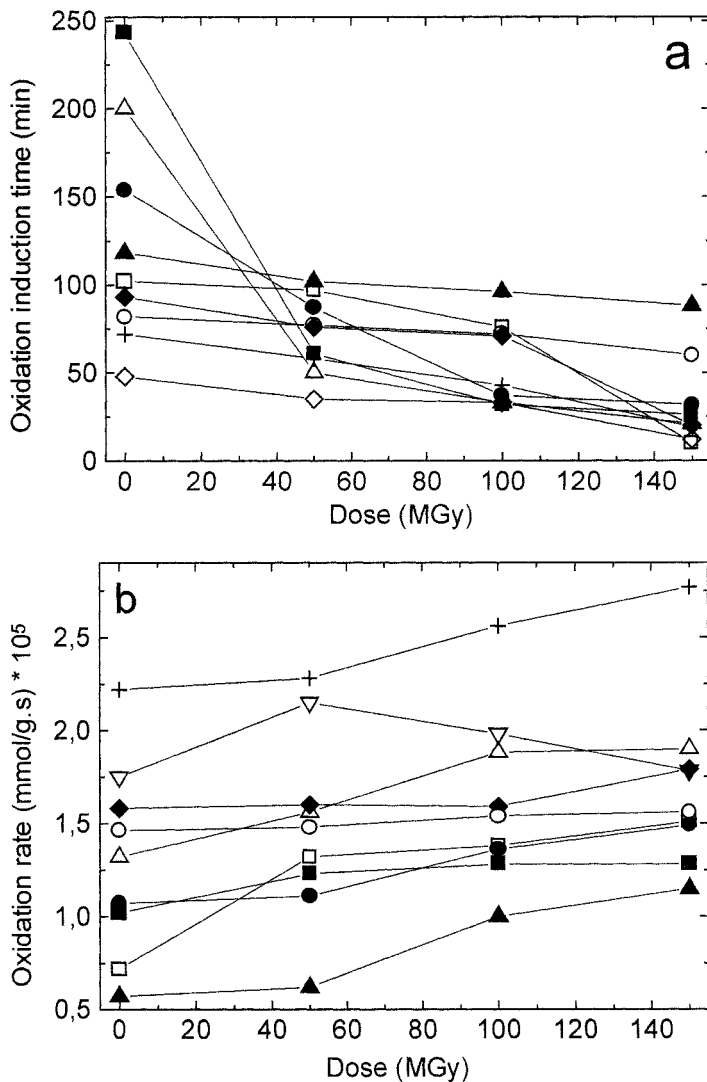 a
250
200
150
100
50
0
Oxidation induction time (min)
0 20 40 60 80 100 120 140
Dose (MGy)
b
2,5
2,0
1,5
1,0
0,5
Oxidation rate (mmol/g.s) * 10⁵
0 20 40 60 80 100 120 140
Dose (MGy)